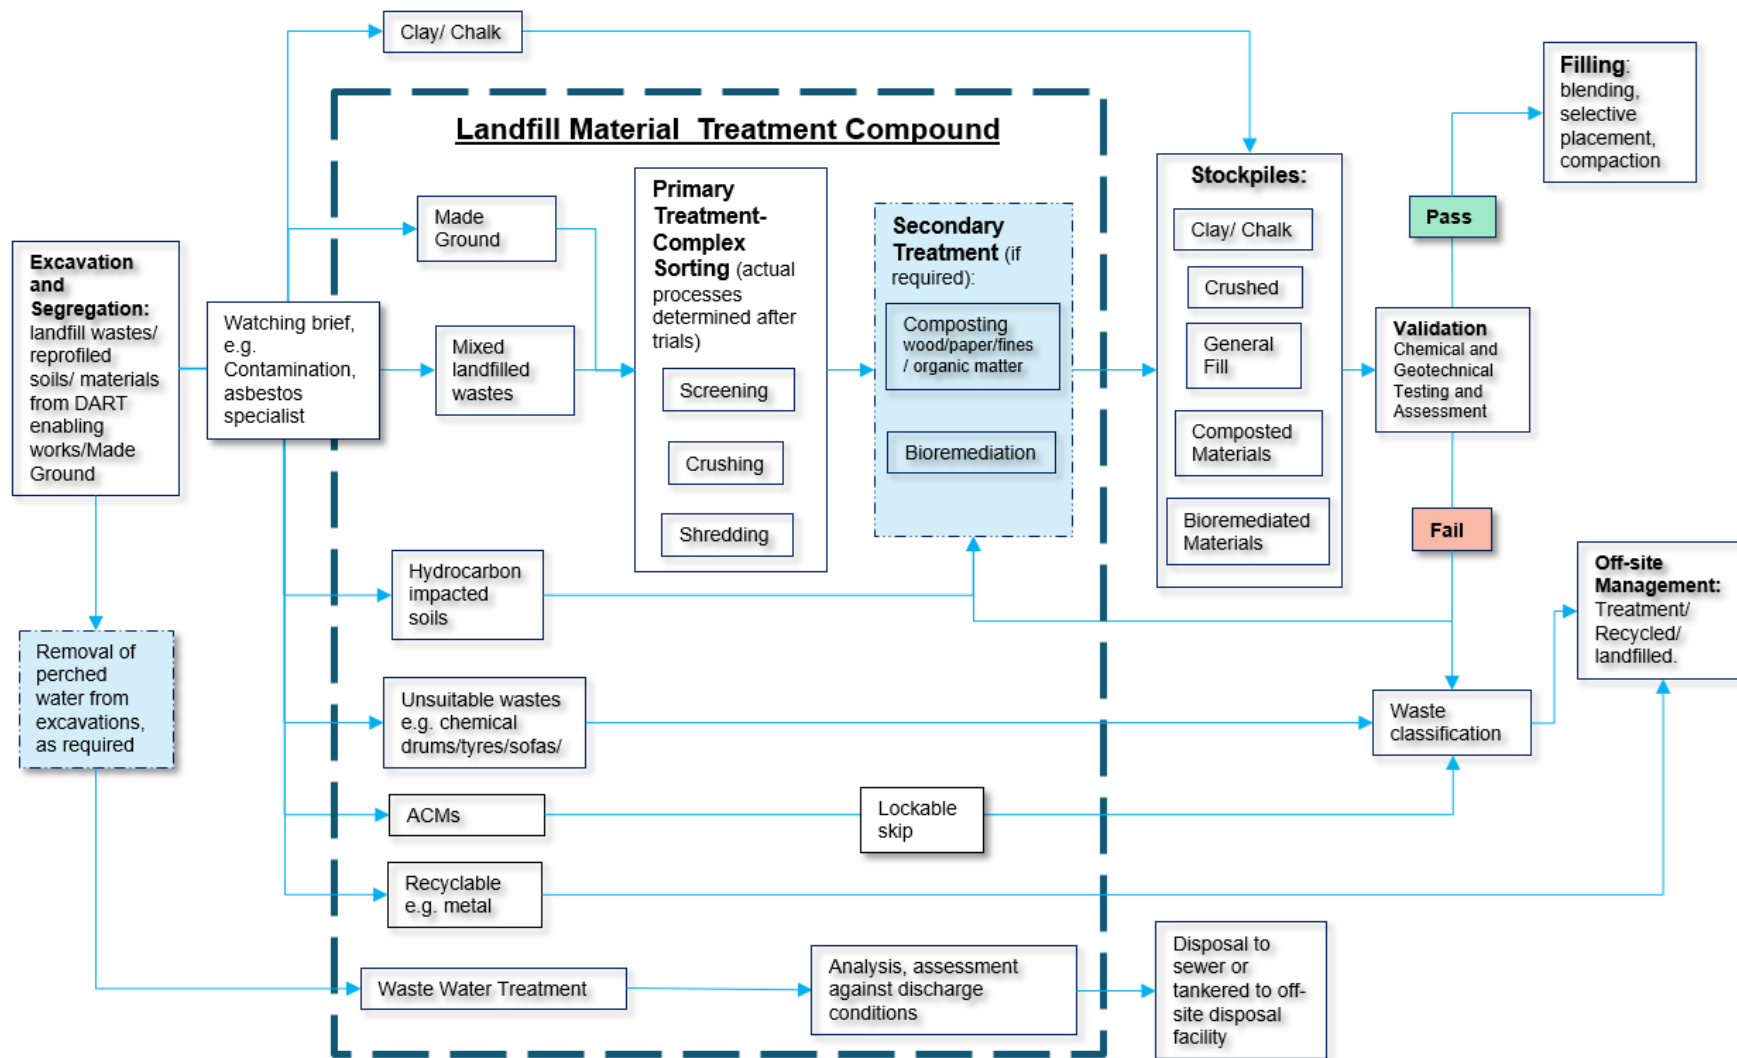 Clay/ Chalk
Landfill Material  Treatment Compound
Excavation
and
Segregation:
landfill wastes/
reprofiled
soils/ materials
from DART
enabling
works/Made
Ground
Watching brief,
e.g.
Contamination,
asbestos
specialist
Removal of
perched
water from
excavations,
as required
Made
Ground
Mixed
landfilled
wastes
Hydrocarbon
impacted
soils
Unsuitable wastes
e.g. chemical
drums/tyres/sofas/
ACMs
Recyclable
e.g. metal
Waste Water Treatment
Primary
Treatment-
Complex
Sorting (actual
processes
determined after
trials)
Screening
Crushing
Shredding
Secondary
Treatment (if
required):
Composting
wood/paper/fines
/ organic matter
Bioremediation
Lockable
skip
Analysis, assessment
against discharge
conditions
Disposal to
sewer or
tankered to off-
site disposal
facility
Stockpiles:
Clay/ Chalk
Crushed
General
Fill
Composted
Materials
Bioremediated
Materials
Filling:
blending,
selective
placement,
compaction
Pass
Validation
Chemical and
Geotechnical
Testing and
Assessment
Fail
Off-site
Management:
Treatment/
Recycled/
landfilled.
Waste
classification